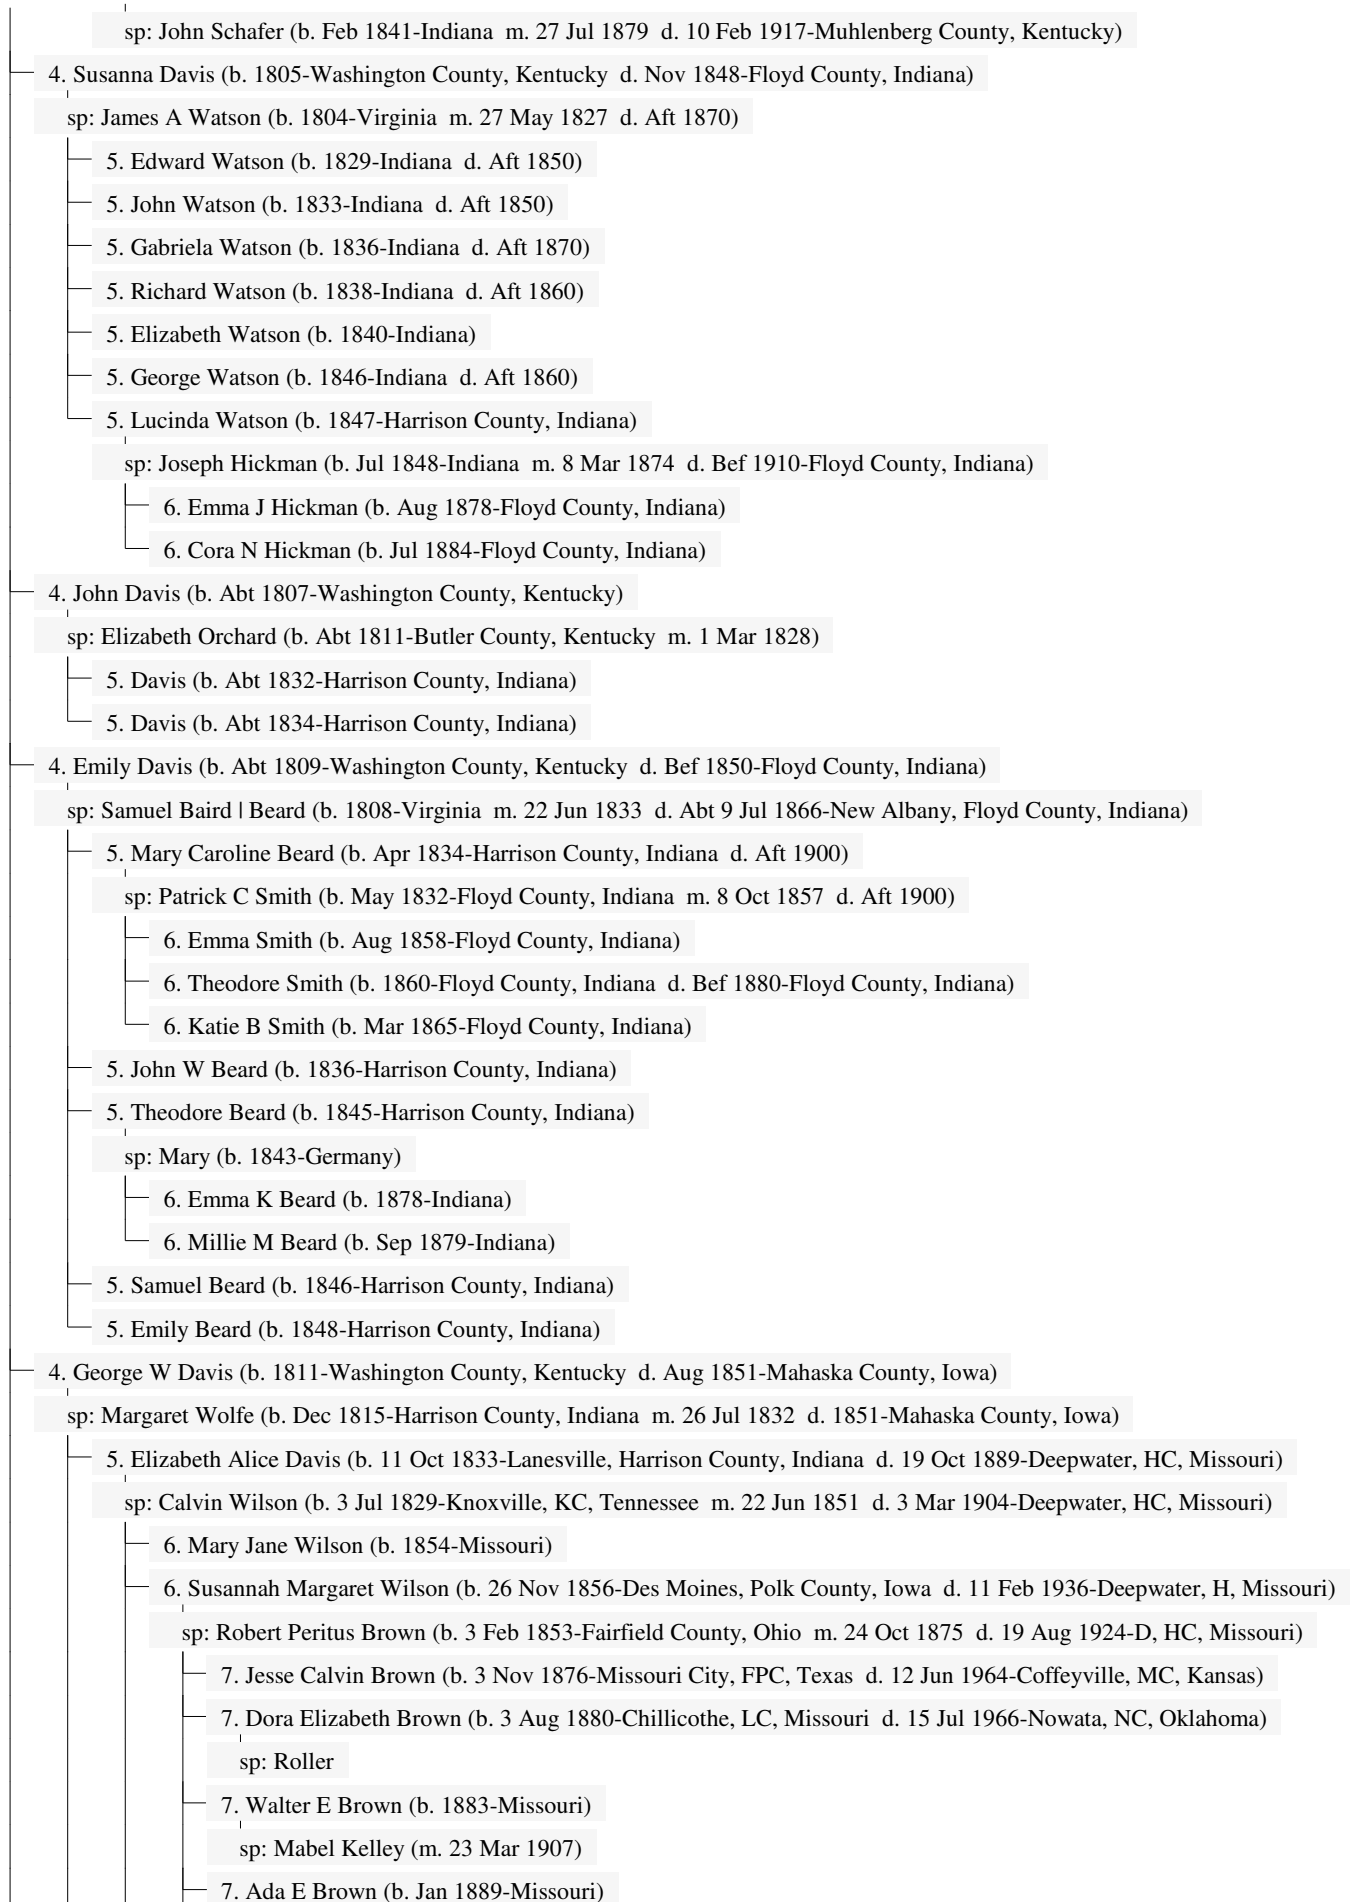 sp: John Schafer (b. Feb 1841-Indiana m. 27 Jul 1879 d. 10 Feb 1917-Muhlenberg County, Kentucky)
4. Susanna Davis (b. 1805-Washington County, Kentucky d. Nov 1848-Floyd County, Indiana)
sp: James A Watson (b. 1804-Virginia m. 27 May 1827 d. Aft 1870)
5. Edward Watson (b. 1829-Indiana d. Aft 1850)
5. John Watson (b. 1833-Indiana d. Aft 1850)
5. Gabriela Watson (b. 1836-Indiana d. Aft 1870)
5. Richard Watson (b. 1838-Indiana d. Aft 1860)
5. Elizabeth Watson (b. 1840-Indiana)
5. George Watson (b. 1846-Indiana d. Aft 1860)
5. Lucinda Watson (b. 1847-Harrison County, Indiana)
sp: Joseph Hickman (b. Jul 1848-Indiana m. 8 Mar 1874 d. Bef 1910-Floyd County, Indiana)
6. Emma J Hickman (b. Aug 1878-Floyd County, Indiana)
6. Cora N Hickman (b. Jul 1884-Floyd County, Indiana)
4. John Davis (b. Abt 1807-Washington County, Kentucky)
sp: Elizabeth Orchard (b. Abt 1811-Butler County, Kentucky m. 1 Mar 1828)
5. Davis (b. Abt 1832-Harrison County, Indiana)
5. Davis (b. Abt 1834-Harrison County, Indiana)
4. Emily Davis (b. Abt 1809-Washington County, Kentucky d. Bef 1850-Floyd County, Indiana)
sp: Samuel Baird | Beard (b. 1808-Virginia m. 22 Jun 1833 d. Abt 9 Jul 1866-New Albany, Floyd County, Indiana)
5. Mary Caroline Beard (b. Apr 1834-Harrison County, Indiana d. Aft 1900)
sp: Patrick C Smith (b. May 1832-Floyd County, Indiana m. 8 Oct 1857 d. Aft 1900)
6. Emma Smith (b. Aug 1858-Floyd County, Indiana)
6. Theodore Smith (b. 1860-Floyd County, Indiana d. Bef 1880-Floyd County, Indiana)
6. Katie B Smith (b. Mar 1865-Floyd County, Indiana)
5. John W Beard (b. 1836-Harrison County, Indiana)
5. Theodore Beard (b. 1845-Harrison County, Indiana)
sp: Mary (b. 1843-Germany)
6. Emma K Beard (b. 1878-Indiana)
6. Millie M Beard (b. Sep 1879-Indiana)
5. Samuel Beard (b. 1846-Harrison County, Indiana)
5. Emily Beard (b. 1848-Harrison County, Indiana)
4. George W Davis (b. 1811-Washington County, Kentucky d. Aug 1851-Mahaska County, Iowa)
sp: Margaret Wolfe (b. Dec 1815-Harrison County, Indiana m. 26 Jul 1832 d. 1851-Mahaska County, Iowa)
5. Elizabeth Alice Davis (b. 11 Oct 1833-Lanesville, Harrison County, Indiana d. 19 Oct 1889-Deepwater, HC, Missouri)
sp: Calvin Wilson (b. 3 Jul 1829-Knoxville, KC, Tennessee m. 22 Jun 1851 d. 3 Mar 1904-Deepwater, HC, Missouri)
6. Mary Jane Wilson (b. 1854-Missouri)
6. Susannah Margaret Wilson (b. 26 Nov 1856-Des Moines, Polk County, Iowa d. 11 Feb 1936-Deepwater, H, Missouri)
sp: Robert Peritus Brown (b. 3 Feb 1853-Fairfield County, Ohio m. 24 Oct 1875 d. 19 Aug 1924-D, HC, Missouri)
7. Jesse Calvin Brown (b. 3 Nov 1876-Missouri City, FPC, Texas d. 12 Jun 1964-Coffeyville, MC, Kansas)
7. Dora Elizabeth Brown (b. 3 Aug 1880-Chillicothe, LC, Missouri d. 15 Jul 1966-Nowata, NC, Oklahoma)
sp: Roller
7. Walter E Brown (b. 1883-Missouri)
sp: Mabel Kelley (m. 23 Mar 1907)
7. Ada E Brown (b. Jan 1889-Missouri)